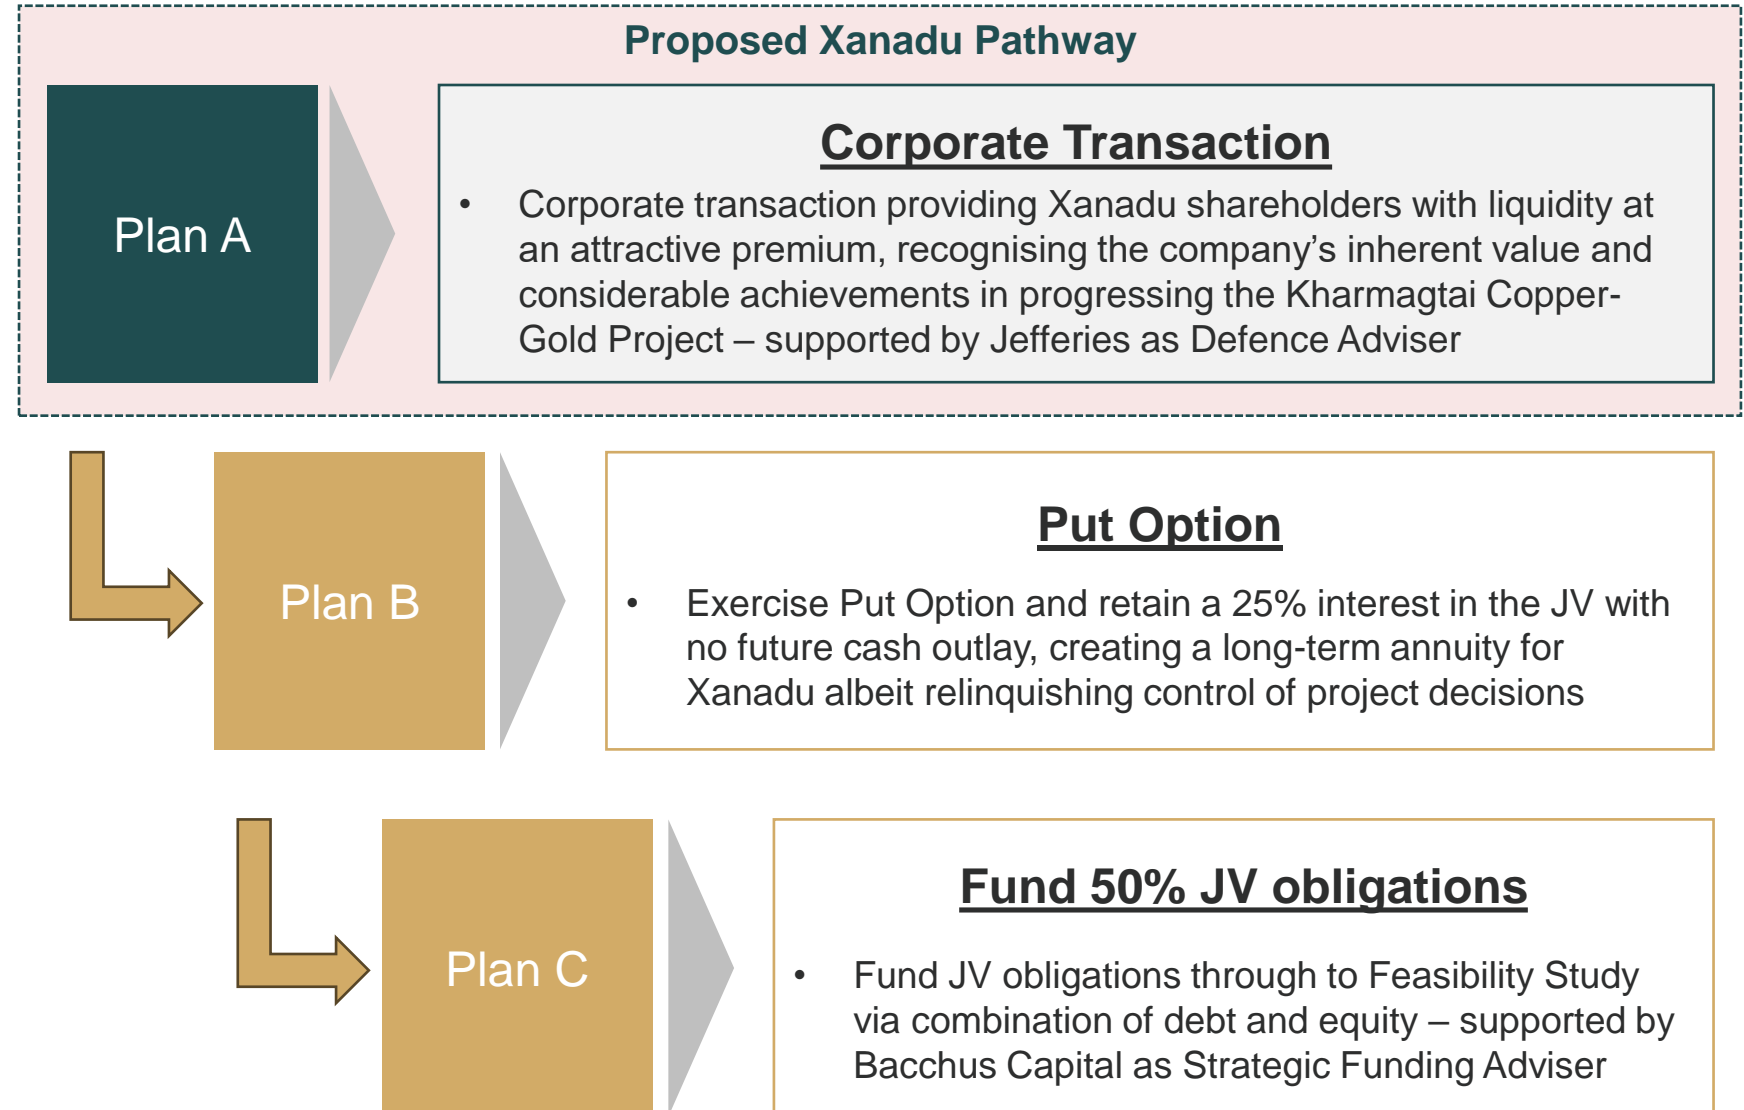 Proposed Xanadu Pathway
Plan A
Corporate Transaction
• Corporate transaction providing Xanadu shareholders with liquidity at
an attractive premium, recognising the company’s inherent value and
considerable achievements in progressing the Kharmagtai Copper-
Gold Project – supported by Jefferies as Defence Adviser
Plan B
Put Option
• Exercise Put Option and retain a 25% interest in the JV with
no future cash outlay, creating a long-term annuity for
Xanadu albeit relinquishing control of project decisions
Plan C
Fund 50% JV obligations
• Fund JV obligations through to Feasibility Study
via combination of debt and equity – supported by
Bacchus Capital as Strategic Funding Adviser